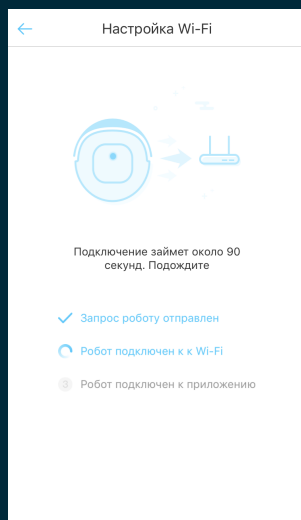 Настройка Wi-Fi
Подключение займет около 90
секунд. Подождите
Запрос роботу отправлен
Робот подключен к к Wi-Fi
3 Робот подключен к приложению